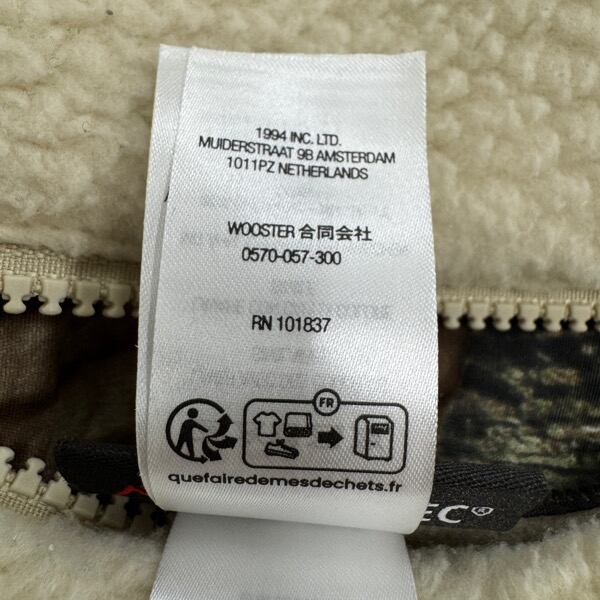 1994 INC. LTD.
MUIDERSTRAAT 9B AMSTERDAM
1011PZ NETHERLANDS
WOOSTER 合同会社
0570-057-300
RN 101837
FR
quefairedemesdechets.fr
EC®